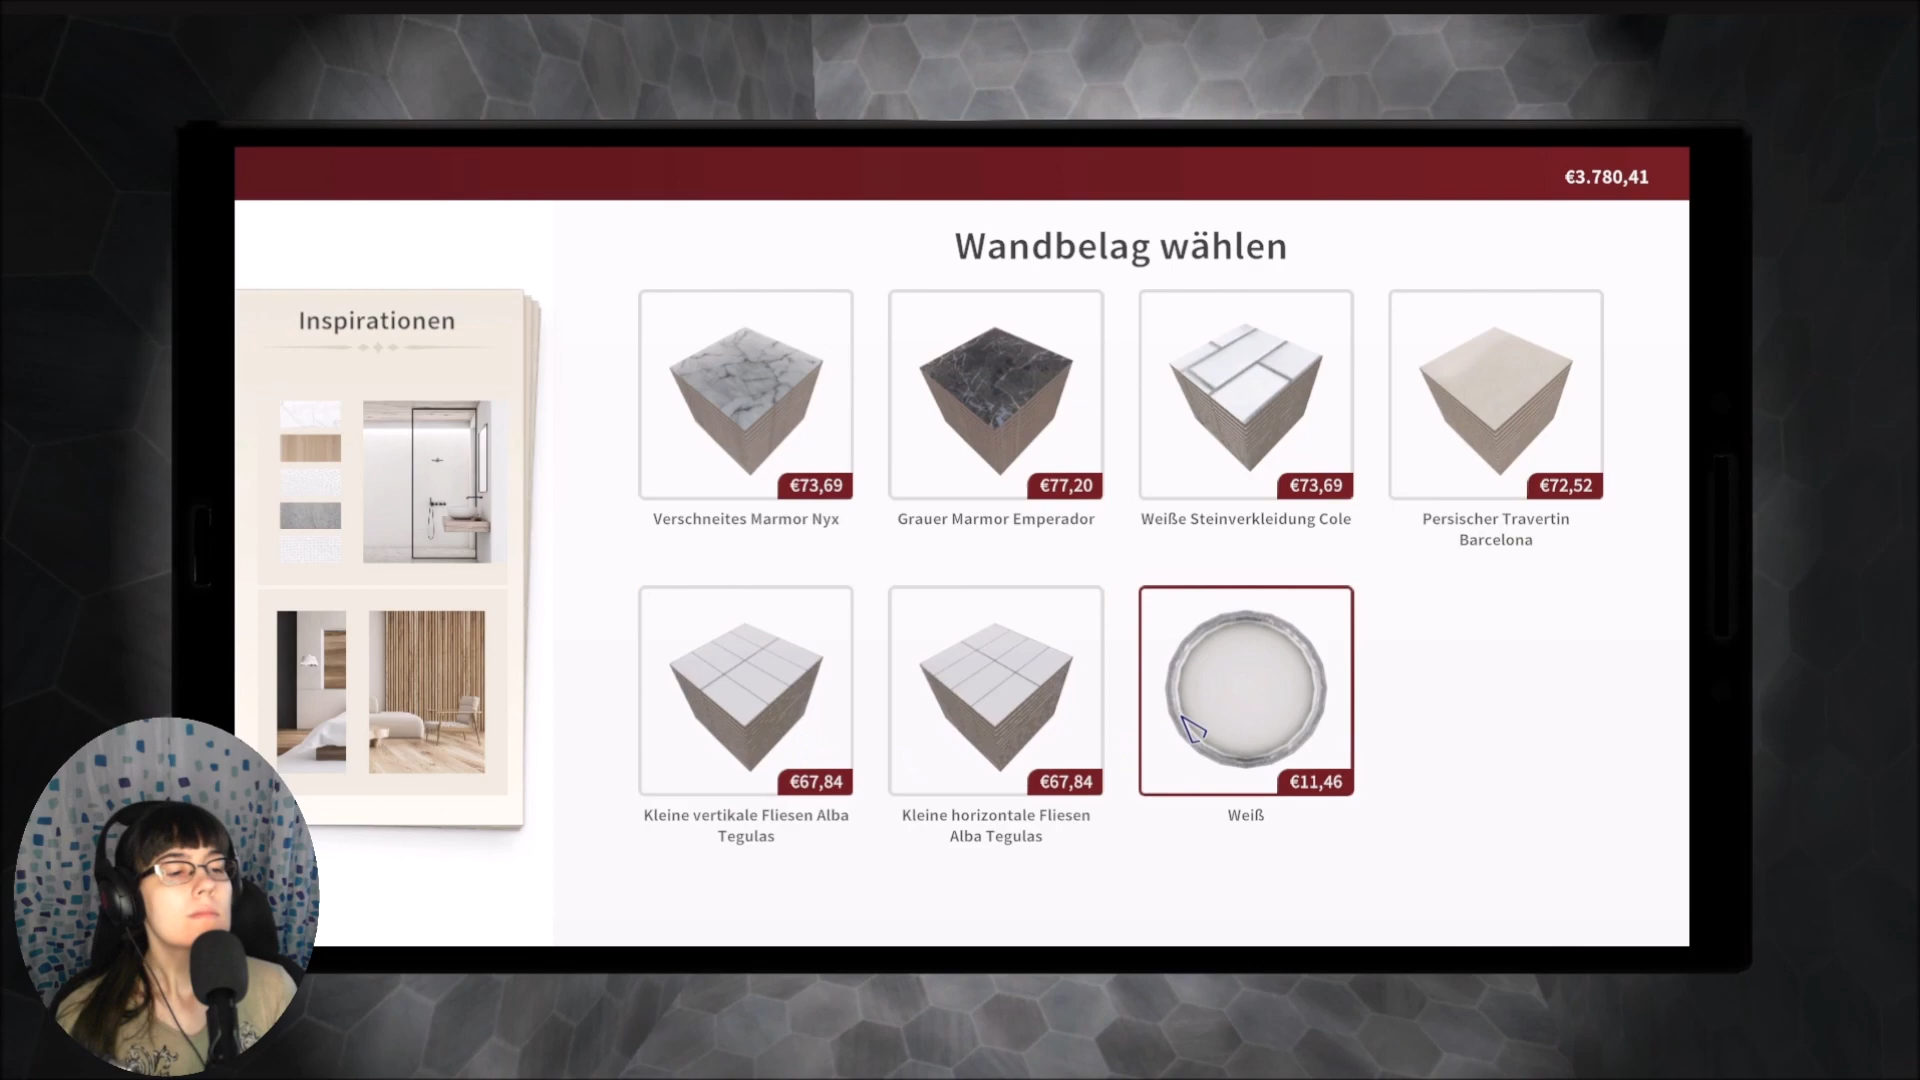 €3.780,41
Wandbelag wählen
Inspirationen
€73,69
€77,20
€73,69
€72,52
Verschneites Marmor Nyx
Grauer Marmor Emperador
Weiße Steinverkleidung Cole
Persischer Travertin
Barcelona
€67,84
€67,84
€11,46
Kleine vertikale Fliesen Alba
Tegulas
Kleine horizontale Fliesen
Alba Tegulas
Weiß